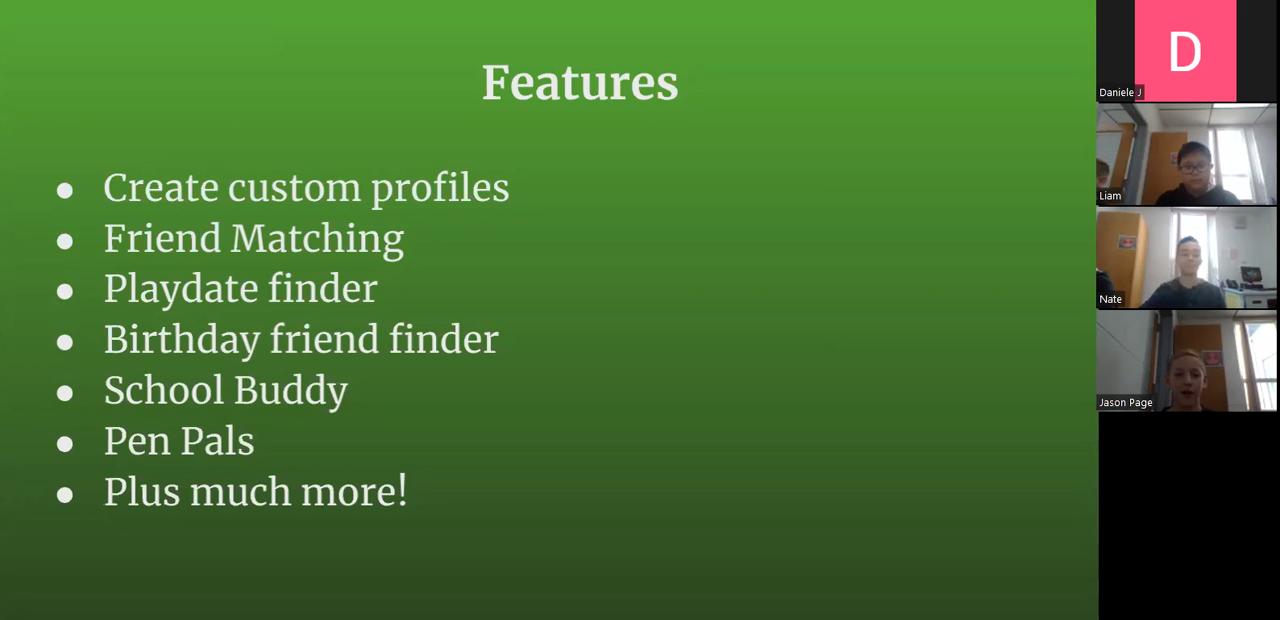 Features
● Create custom profiles
● Friend Matching
● Playdate finder
● Birthday friend finder
● School Buddy
● Pen Pals
● Plus much more!
D
Daniele J
Liam
Nate
Jason Page